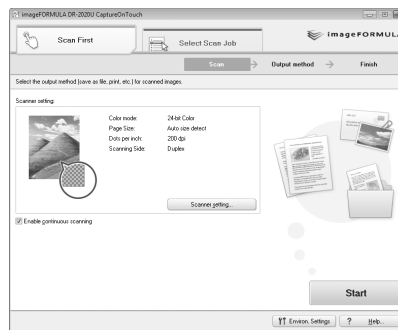 imageFORMULA DR-2020U CaptureOnTouch
Scan First
Select Scan Job
imageFORMULA
Scan
Output method
Finish
Select the output method (save as file, print, etc.) for scanned images.
Scanner setting:
Color mode: 24-bit Color
Page Size: Auto size detect
Dots per inch: 200 dpi
Scanning Side: Duplex
Scanner setting...
Enable continuous scanning
Start
Environ. Settings
? Help...